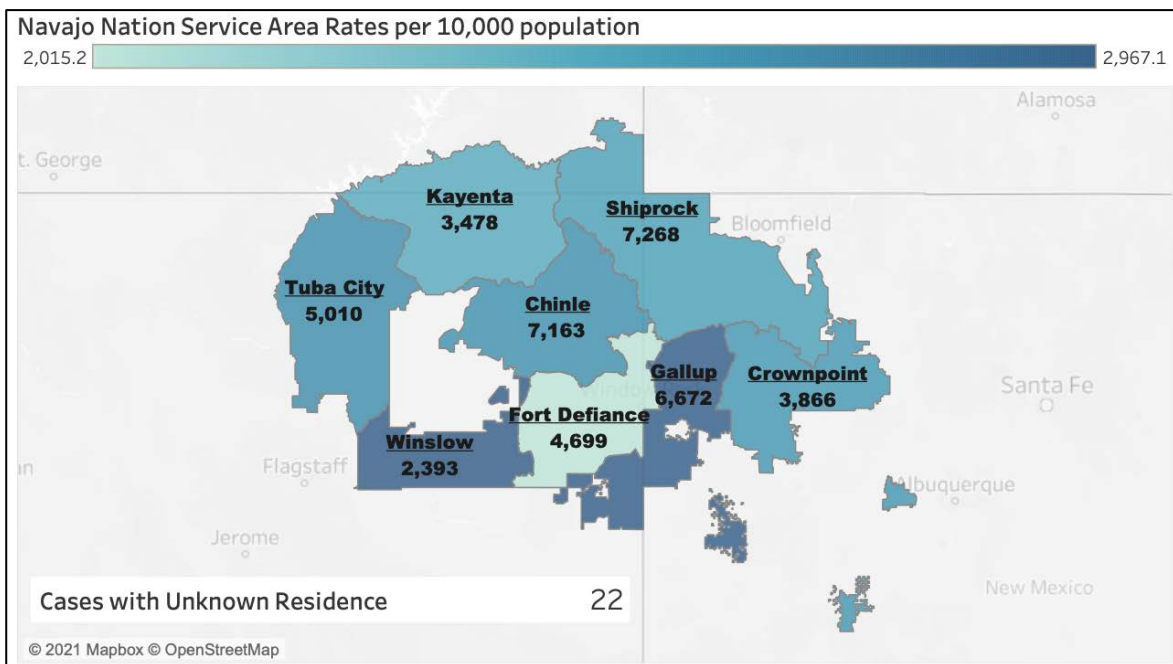 Navajo Nation Service Area Rates per 10,000 population
2,015.2
2,967.1
Alamosa
t. George
Kayenta
3,478
Shiprock
7,268
Bloomfield
Tuba City
5,010
Chinle
7,163
Gallup
6,672
Crownpoint
3,866
Santa Fe
Window
Fort Defiance
4,699
Winslow
2,393
Flagstaff
an
Albuquerque
Jerome
New Mexico
Cases with Unknown Residence 22
© 2021 Mapbox © OpenStreetMap